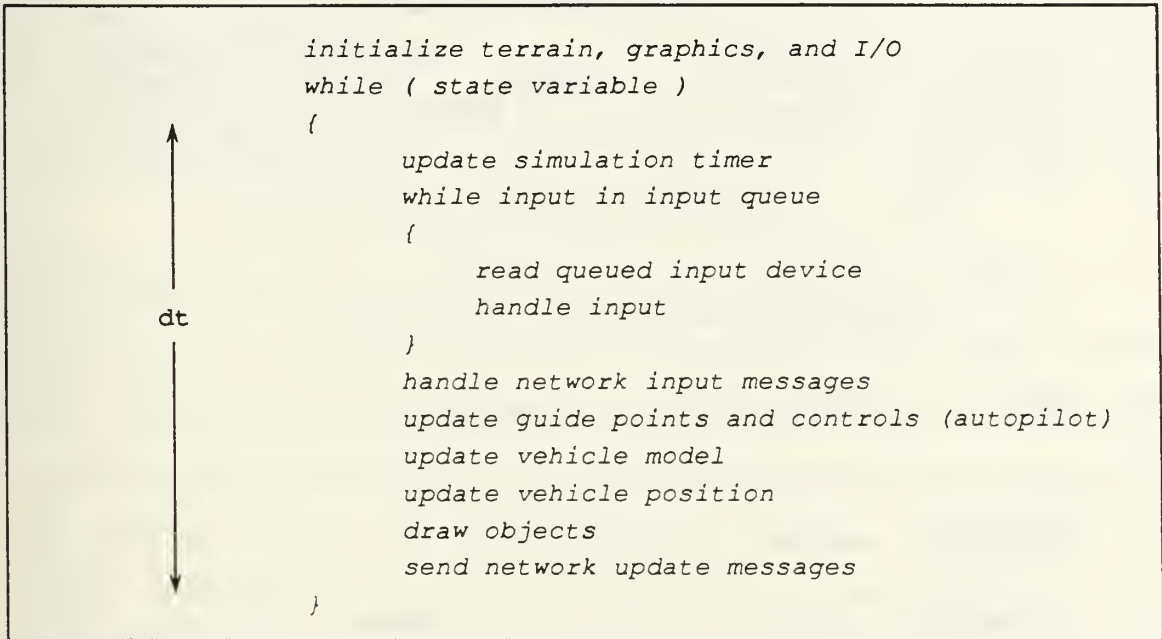 initialize terrain, graphics, and I/O
while ( state variable )
{
update simulation timer
while input in input queue
{
read queued input device
handle input
}
dt
handle network input messages
update guide points and controls (autopilot)
update vehicle model
update vehicle position
draw objects
send network update messages
}